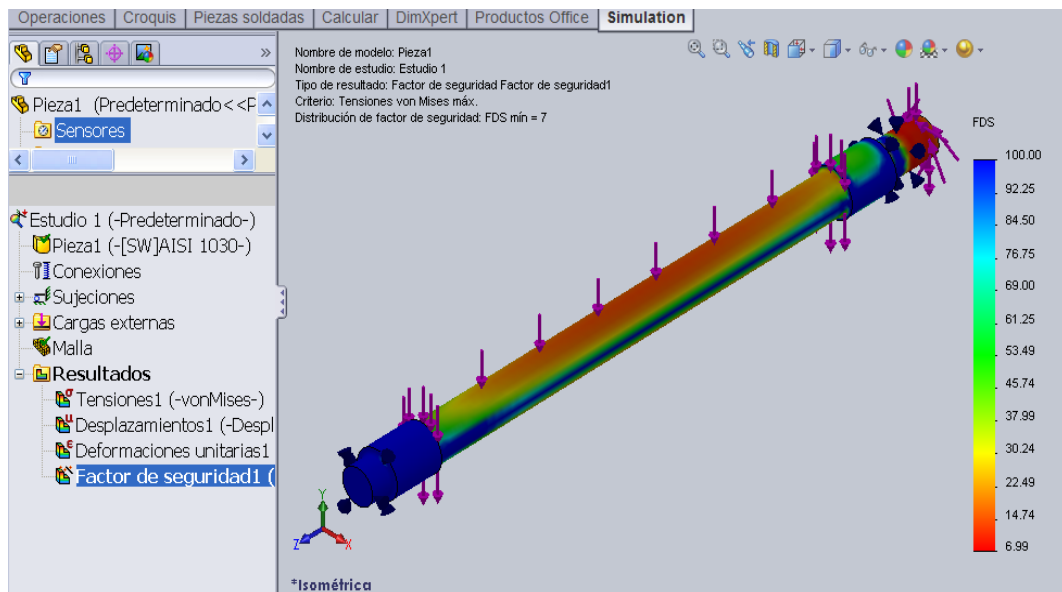 Operaciones Croquis Piezas soldadas Calcular DimXpert Productos Office Simulation
»
Pieza1 (Predeterminado<<P
Sensores
Estudio 1 (-Predeterminado-)
Pieza1 (-[SW]AISI 1030-)
Conexiones
Sujeciones
Cargas externas
Malla
Resultados
Tensiones1 (-vonMises-)
Desplazamientos1 (-Despl
Deformaciones unitarias1
Factor de seguridad1 (
Nombre de modelo: Pieza1
Nombre de estudio: Estudio 1
Tipo de resultado: Factor de seguridad Factor de seguridad1
Criterio: Tensiones von Mises máx.
Distribución de factor de seguridad: FDS mín = 7
FDS
100.00
92.25
84.50
76.75
69.00
61.25
53.49
45.74
37.99
30.24
22.49
14.74
6.99
Y
Z X
*Isométrica